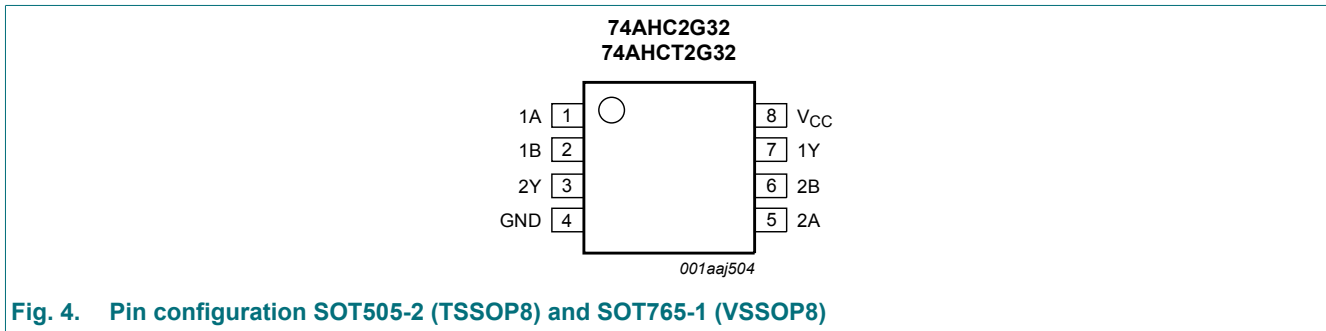 74AHC2G32
74AHCT2G32
1A 1 8 VCC
1B 2 7 1Y
2Y 3 6 2B
GND 4 5 2A
001aaj504
Fig. 4. Pin configuration SOT505-2 (TSSOP8) and SOT765-1 (VSSOP8)